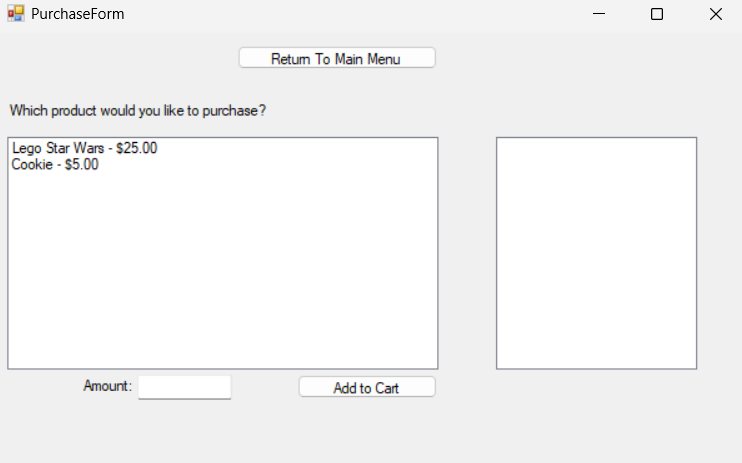 PurchaseForm
Return To Main Menu
Which product would you like to purchase?
Lego Star Wars - $25.00
Cookie - $5.00
Amount:
Add to Cart